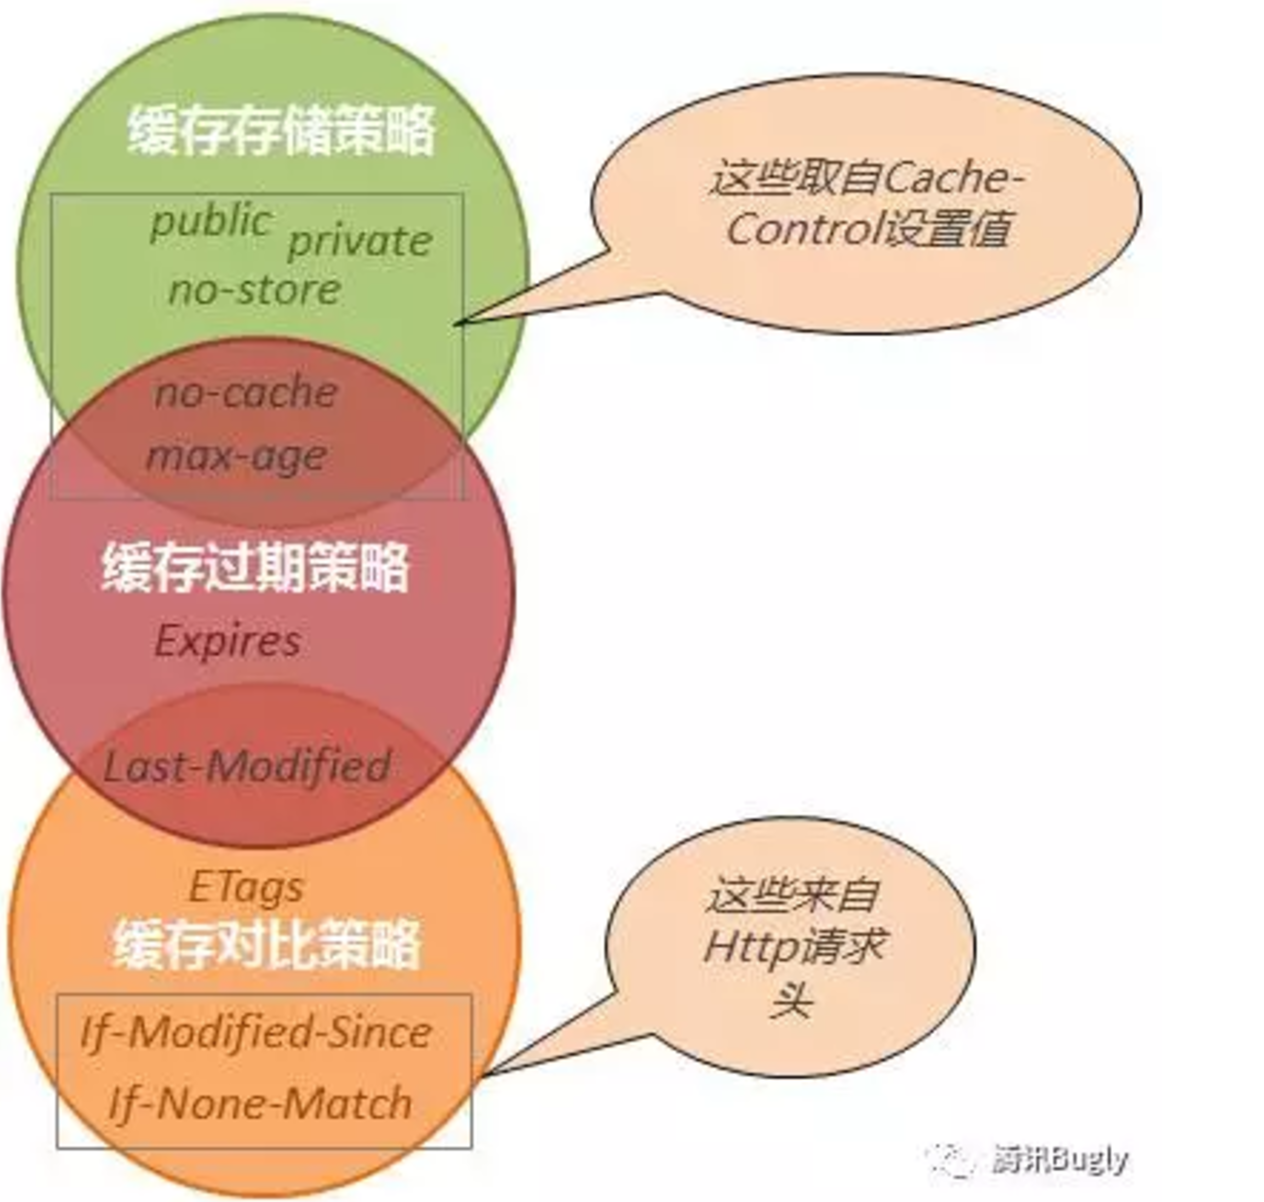 缓存存储策略
public private
no-store
no-cache
max-age
这些取自Cache-
Control设置值
缓存过期策略
Expires
Last-Modified
ETags
缓存对比策略
If-Modified-Since
If-None-Match
这些来自
Http请求
头
腾讯Bugly